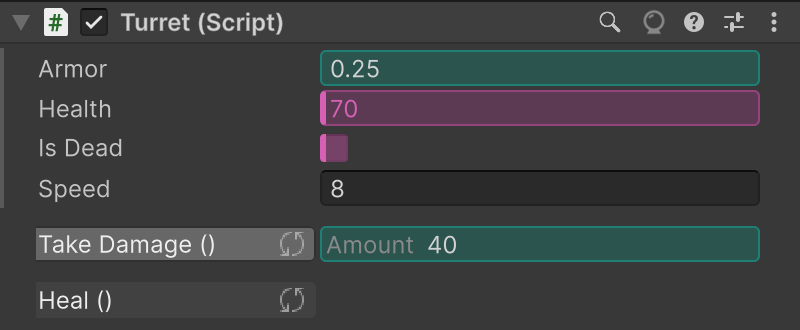 # Turret (Script)
Armor 0.25
Health 70
Is Dead
Speed 8
Take Damage () Amount 40
Heal ()